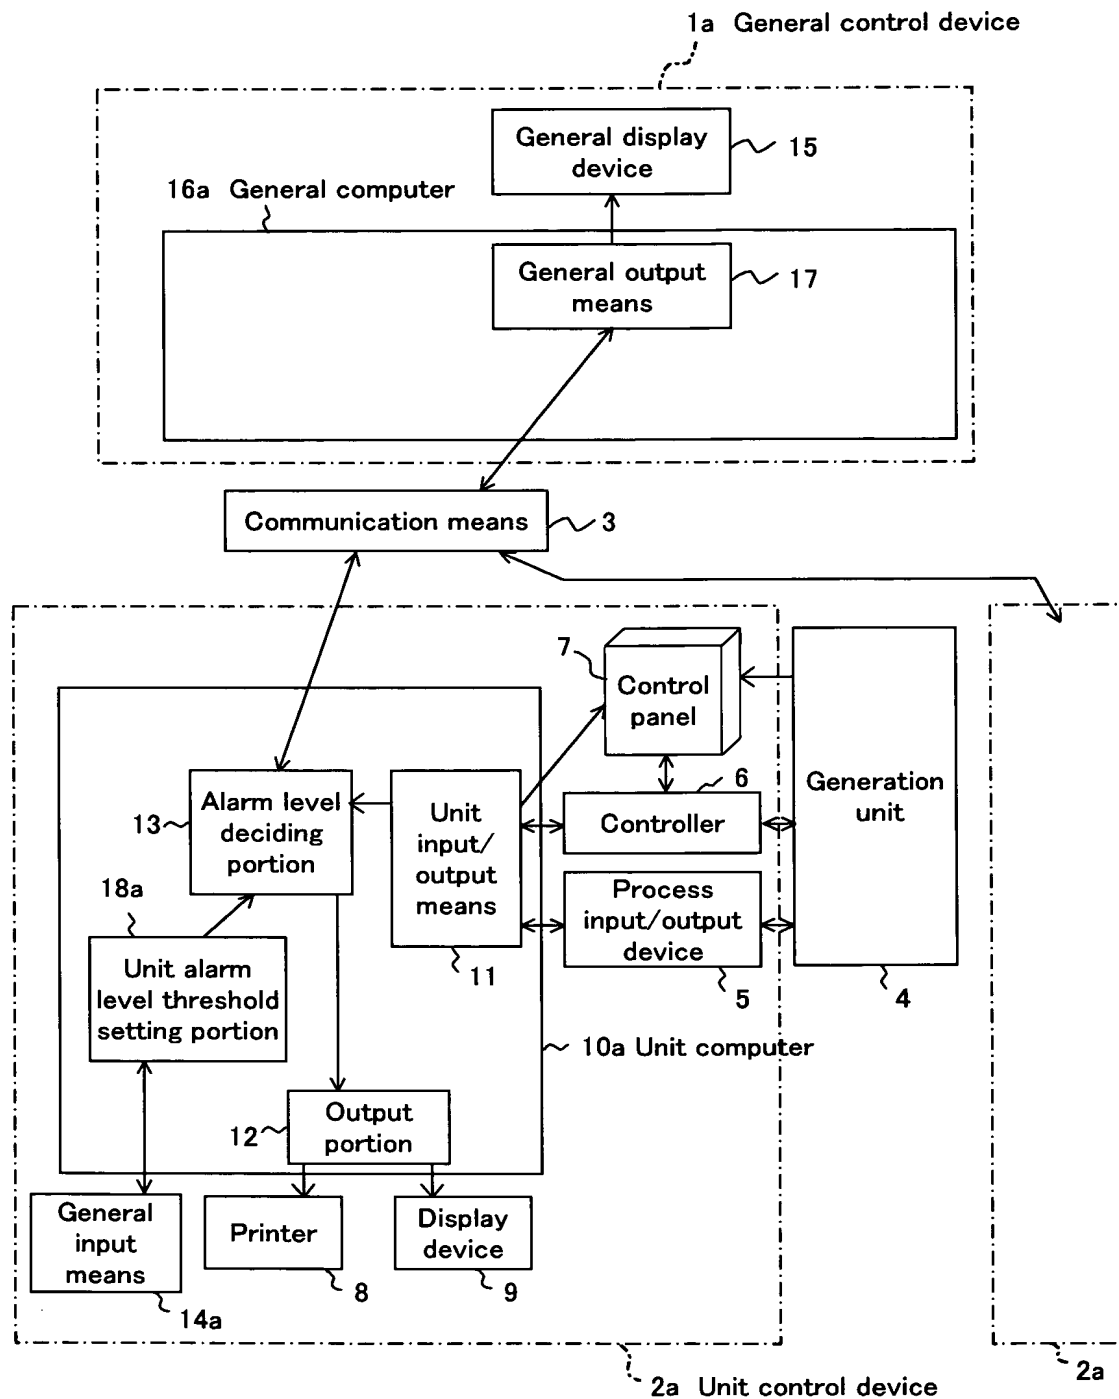 1a General control device
General display
device
15
16a General computer
General output
means
17
Communication means
3
7
Control
panel
Alarm level
deciding
portion
13
Unit
input/
output
means
6
Controller
Generation
unit
18a
Process
input/output
device
Unit alarm
level threshold
setting portion
11
5
4
10a Unit computer
Output
portion
12
General
input
means
Printer
Display
device
8
9
14a
2a Unit control device
2a